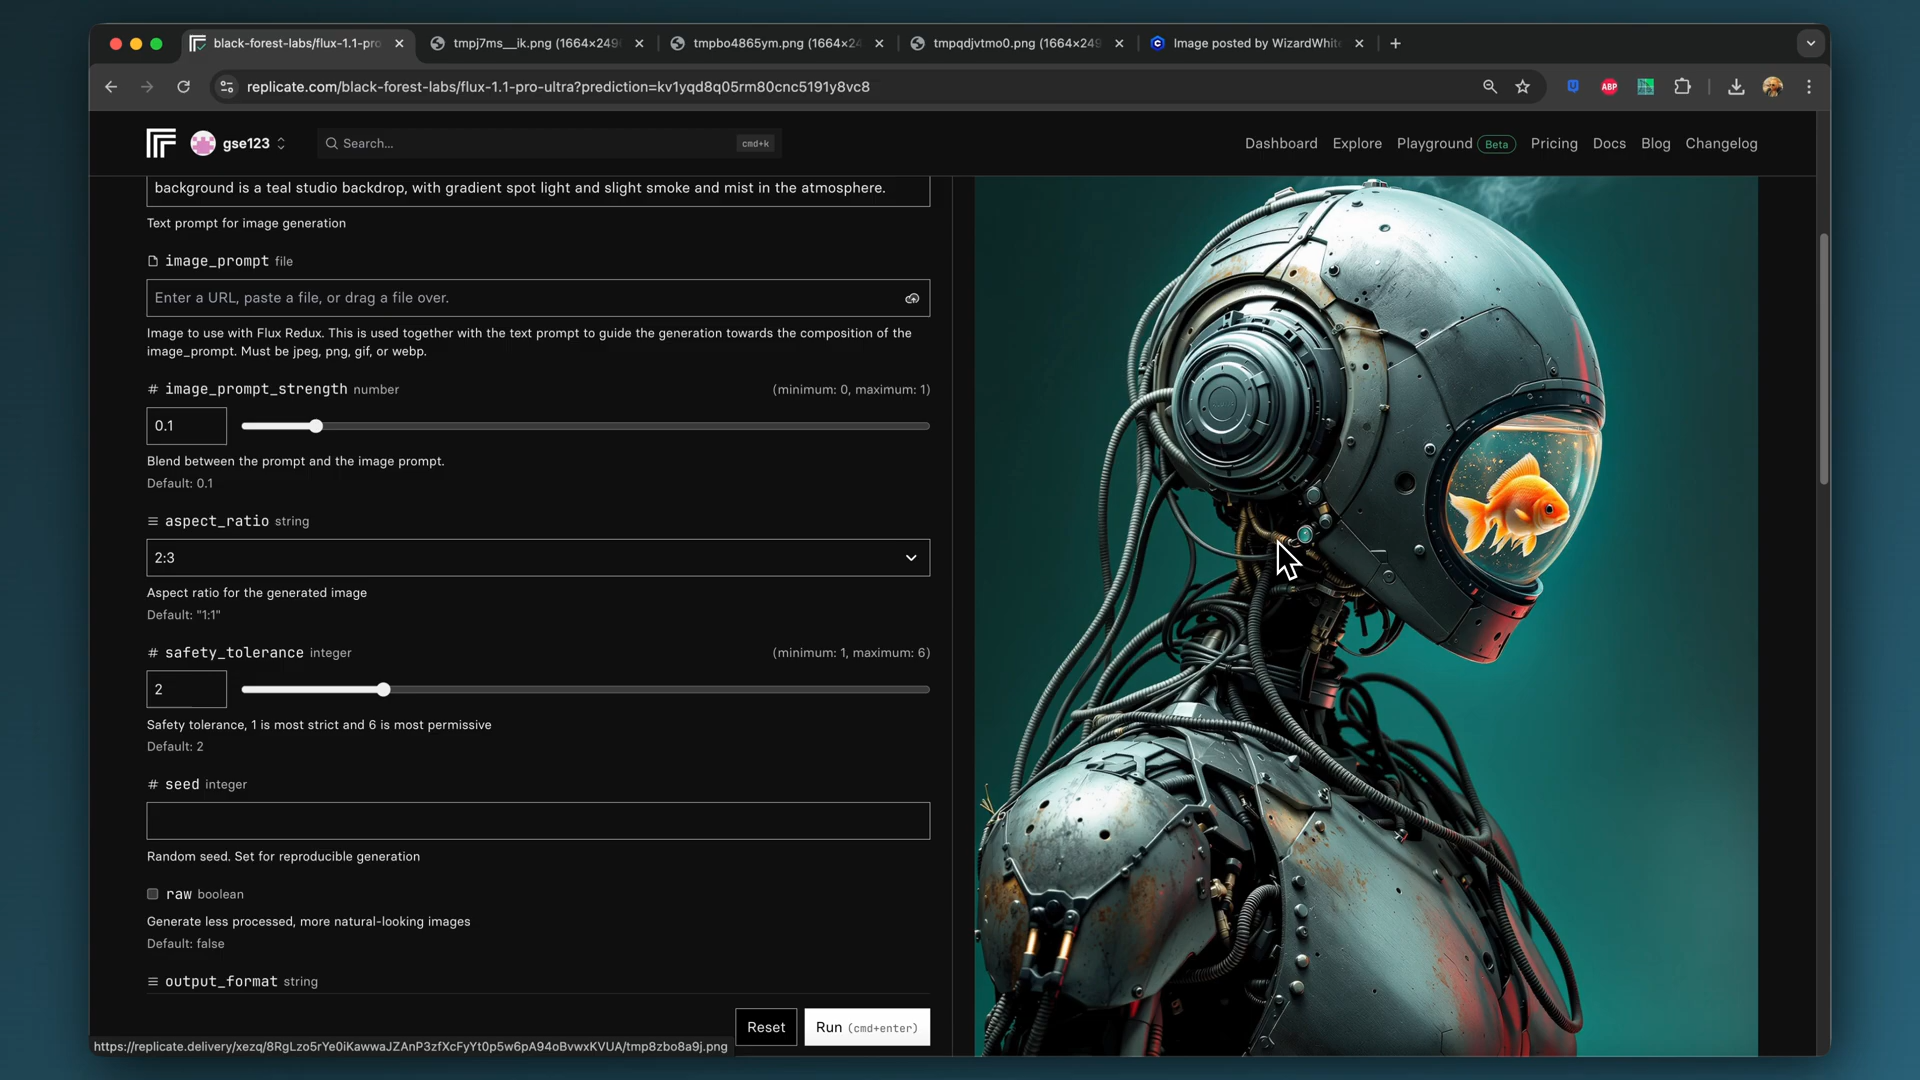 black-forest-labs/flux-1.1-pro
tmpj7ms__ik.png (1664×249
tmpbo4865ym.png (1664×24
tmpqdjvtmo0.png (1664×249
Image posted by WizardWhit
replicate.com/black-forest-labs/flux-1.1-pro-ultra?prediction=kv1yqd8q05rm80cnc5191y8vc8
ABP
gse123
Search...
cmd+k
Dashboard
Explore
Playground
Beta
Pricing
Docs
Blog
Changelog
background is a teal studio backdrop, with gradient spot light and slight smoke and mist in the atmosphere.
Text prompt for image generation
image_prompt file
Enter a URL, paste a file, or drag a file over.
Image to use with Flux Redux. This is used together with the text prompt to guide the generation towards the composition of the
image_prompt. Must be jpeg, png, gif, or webp.
# image_prompt_strength number
(minimum: 0, maximum: 1)
0.1
Blend between the prompt and the image prompt.
Default: 0.1
aspect_ratio string
2:3
Aspect ratio for the generated image
Default: "1:1"
# safety_tolerance integer
(minimum: 1, maximum: 6)
2
Safety tolerance, 1 is most strict and 6 is most permissive
Default: 2
# seed integer
Random seed. Set for reproducible generation
raw boolean
Generate less processed, more natural-looking images
Default: false
output_format string
Reset
Run (cmd+enter)
https://replicate.delivery/xezq/8RgLzo5rYe0iKawwaJZAnP3zfXcFyYt0p5w6pA94oBvwxKVUA/tmp8zbo8a9j.png